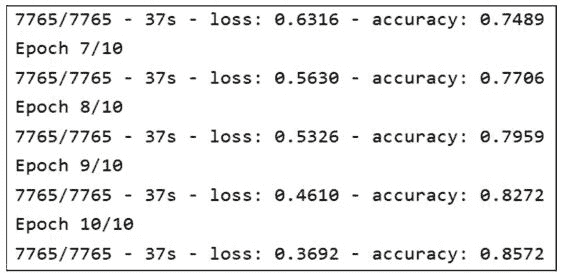 7765/7765 - 37s - loss: 0.6316 - accuracy: 0.7489
Epoch 7/10
7765/7765 - 37s - loss: 0.5630 - accuracy: 0.7706
Epoch 8/10
7765/7765 - 37s - loss: 0.5326 - accuracy: 0.7959
Epoch 9/10
7765/7765 - 37s - loss: 0.4610 - accuracy: 0.8272
Epoch 10/10
7765/7765 - 37s - loss: 0.3692 - accuracy: 0.8572